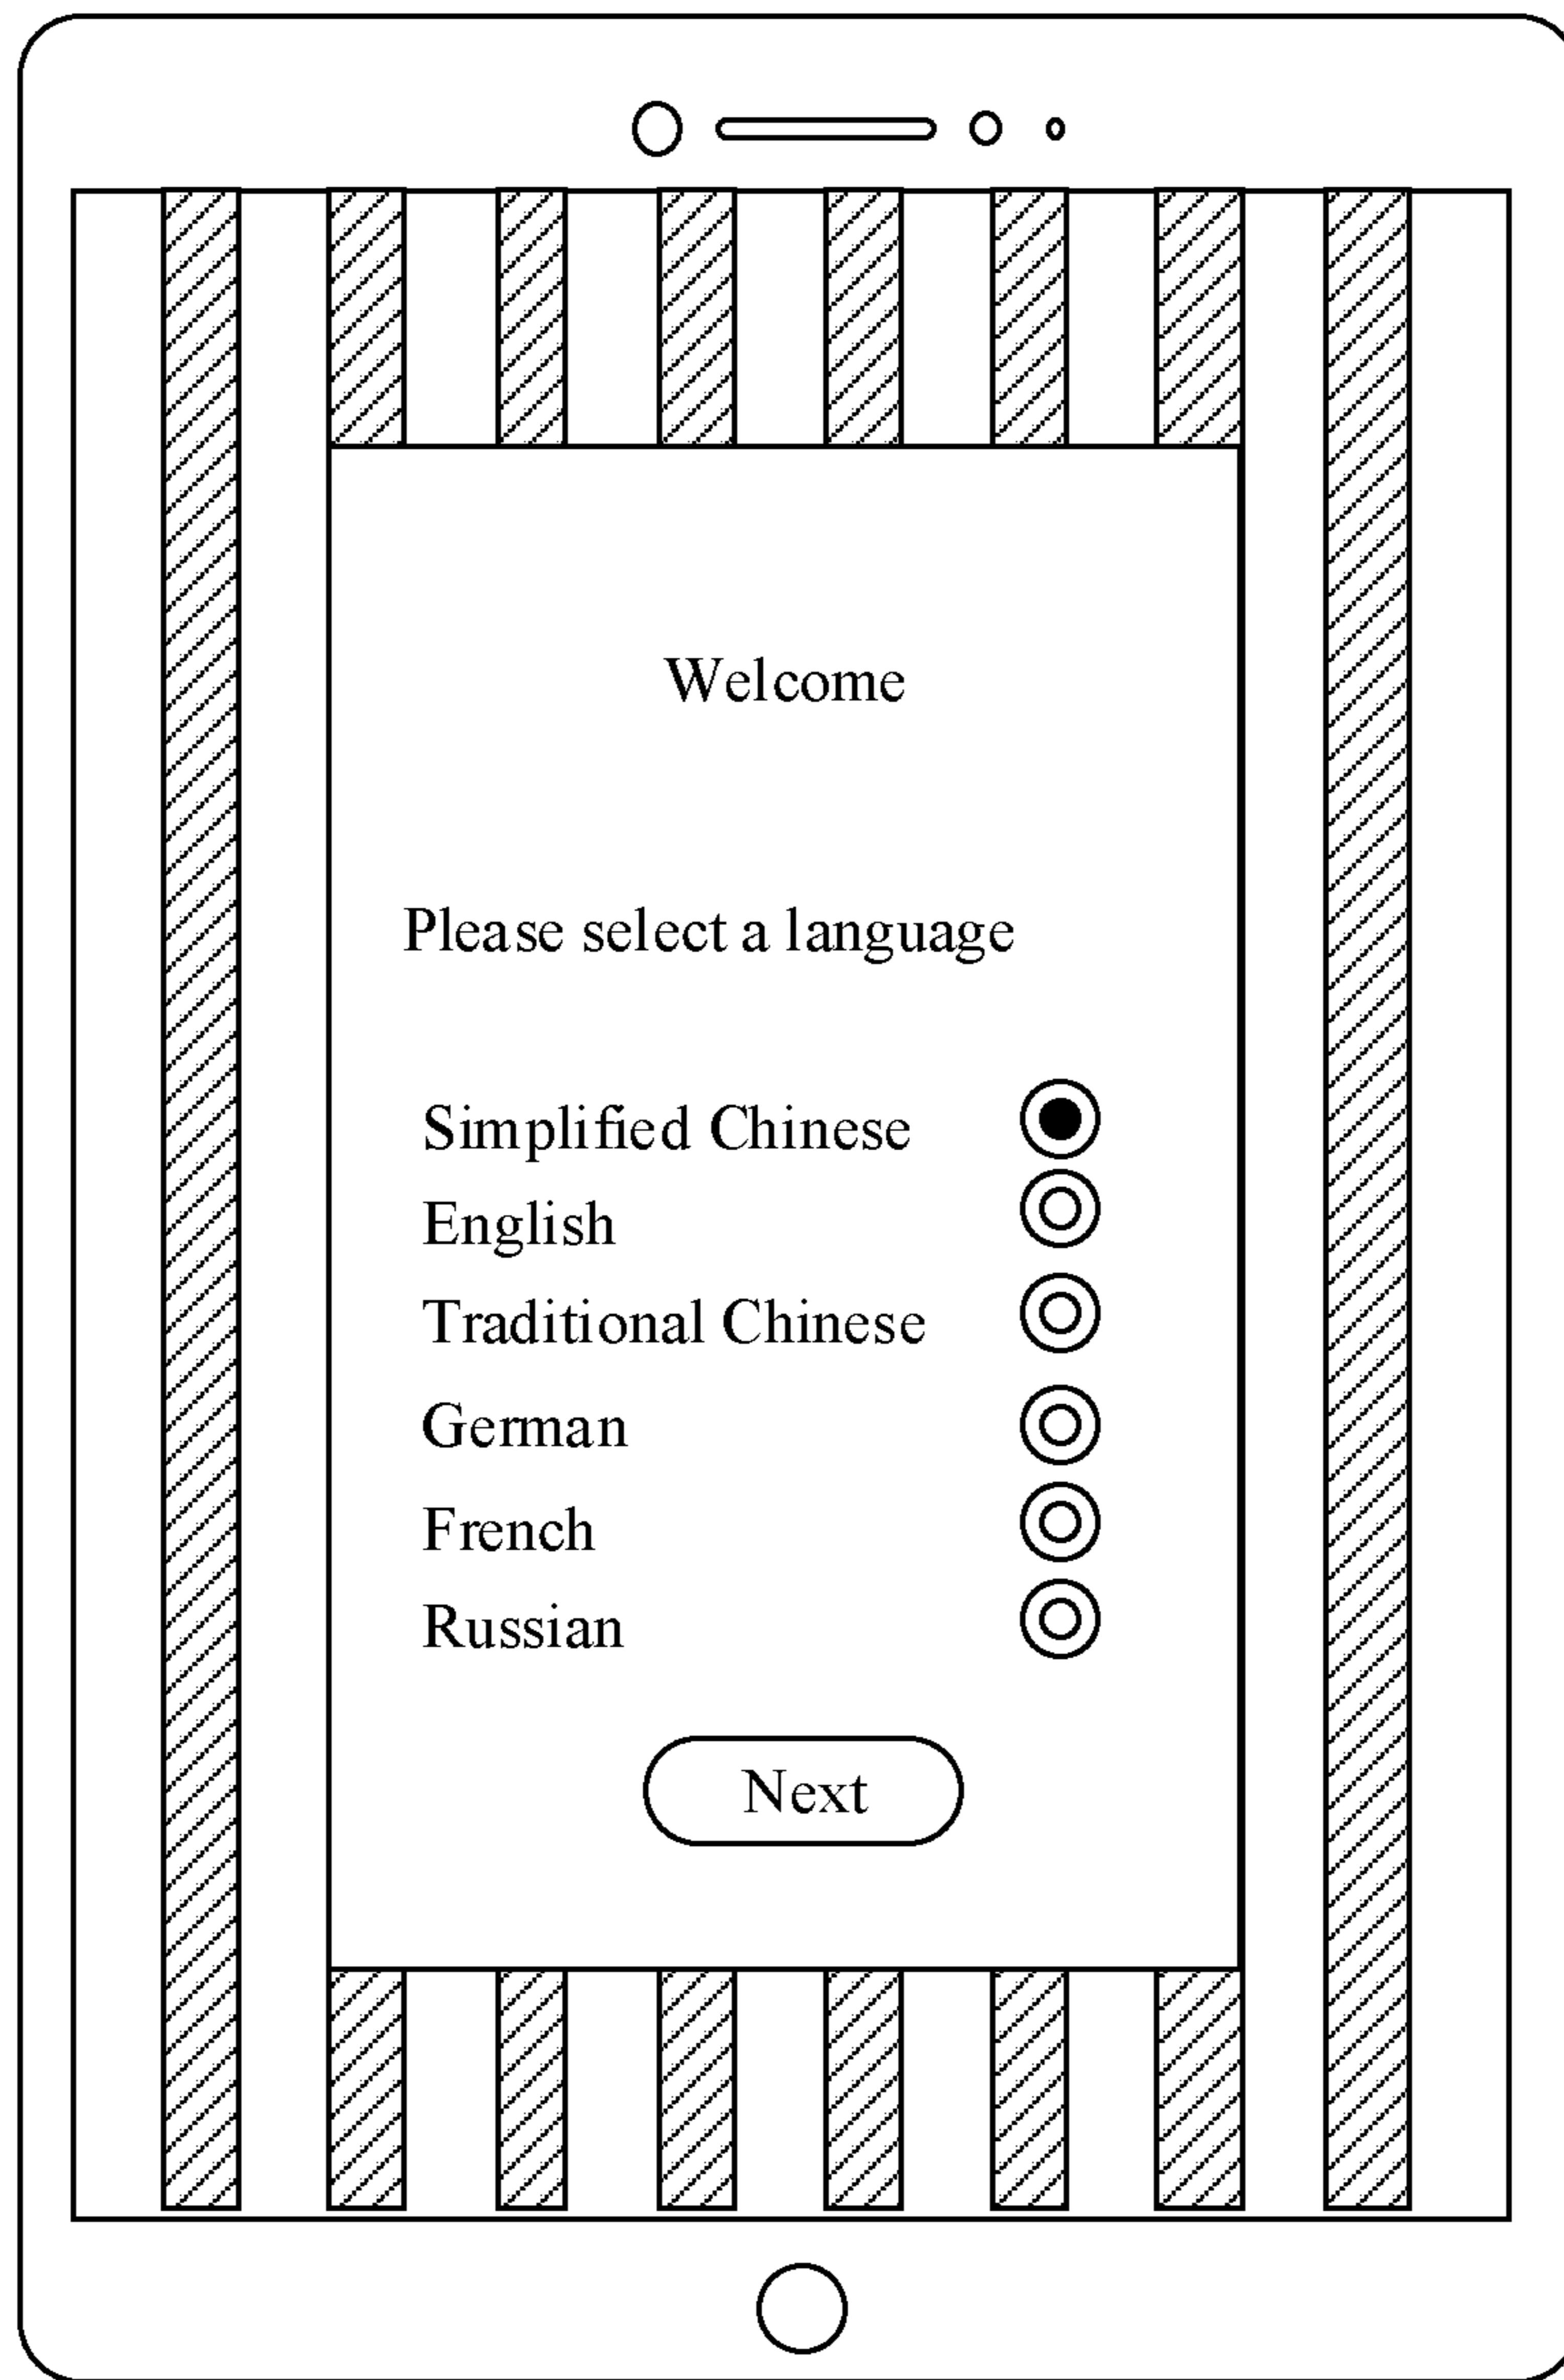 Welcome
Please select a language
Simplified Chinese
English
Traditional Chinese
German
French
Russian
Next